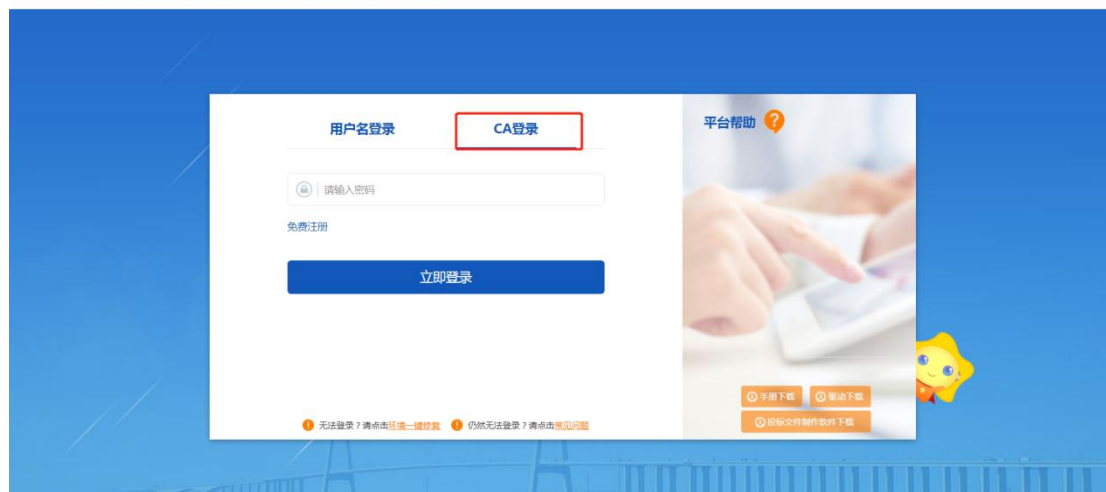 用户名登录 CA登录
请输入密码
免费注册
立即登录
无法登录?请点击环境一键修复 仍然无法登录?请点击常见问题
平台帮助 ?
手册下载 驱动下载
投标文件制作软件下载